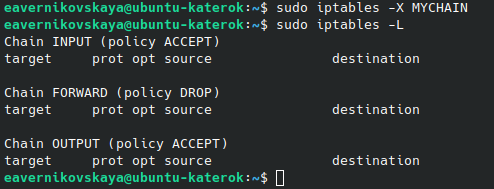 eavernikovskaya@ubuntu-katerok:~$ sudo iptables -X MYCHAIN
eavernikovskaya@ubuntu-katerok:~$ sudo iptables -L
Chain INPUT (policy ACCEPT)
target     prot opt source               destination

Chain FORWARD (policy DROP)
target     prot opt source               destination

Chain OUTPUT (policy ACCEPT)
target     prot opt source               destination
eavernikovskaya@ubuntu-katerok:~$